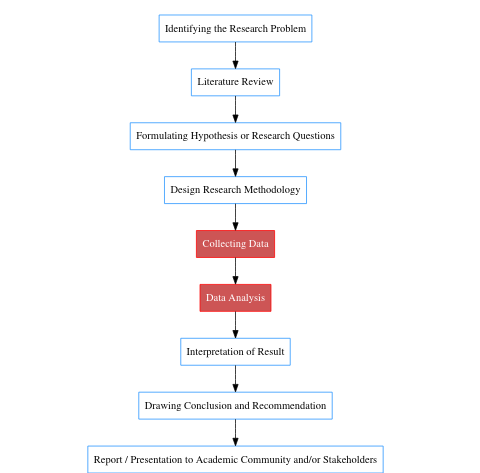 Identifying the Research Problem
Literature Review
Formulating Hypothesis or Research Questions
Design Research Methodology
Collecting Data
Data Analysis
Interpretation of Result
Drawing Conclusion and Recommendation
Report / Presentation to Academic Community and/or Stakeholders